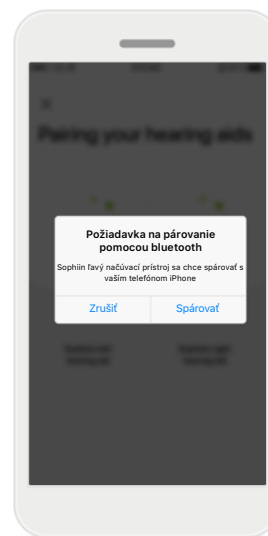 Pairing your hearing aids
Požiadavka na párovanie
pomocou bluetooth
Sophiin ľavý načúvací prístroj sa chce spárovať s
vaším telefónom iPhone
Zrušiť
Spárovať